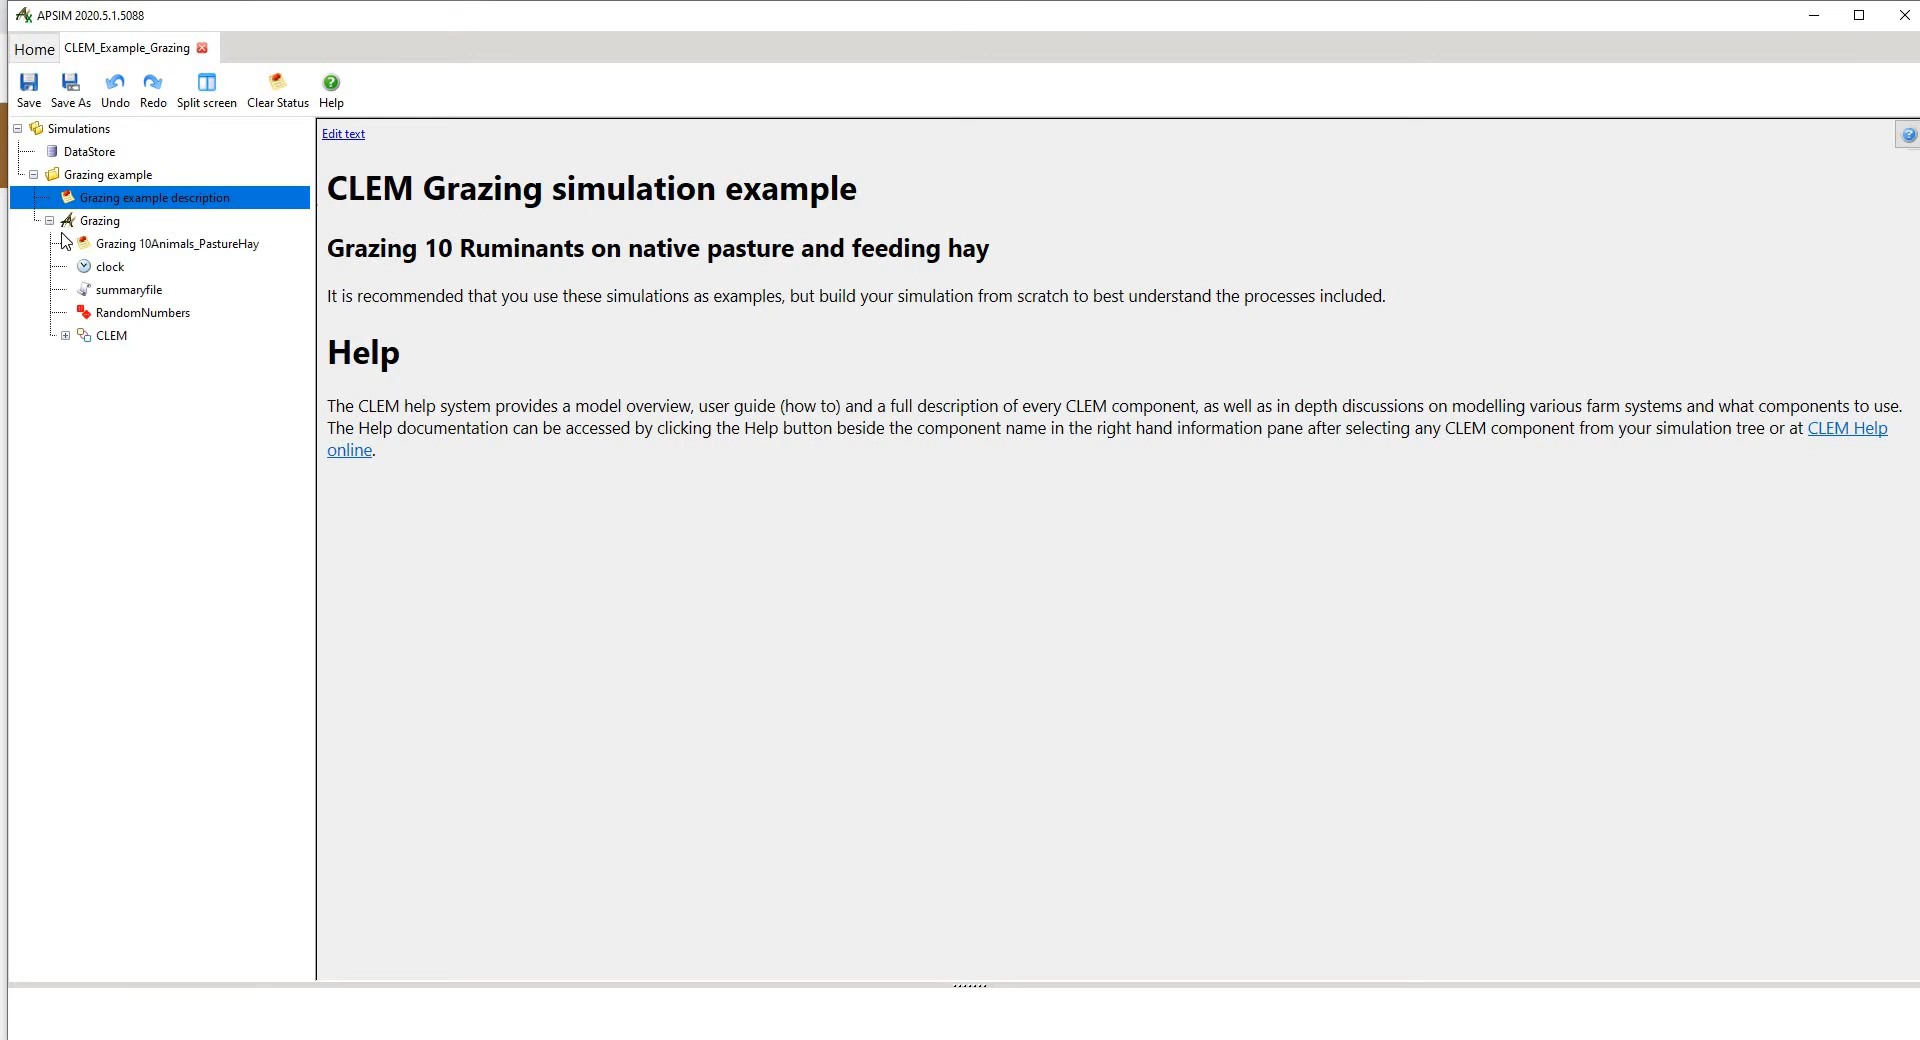 APSIM 2020.5.1.5088
Home CLEM_Example_Grazing
Save Save As Undo Redo Split screen Clear Status Help
Simulations
DataStore
Grazing example
Grazing example description
Grazing
Grazing 10Animals_PastureHay
clock
summaryfile
RandomNumbers
CLEM
Edit text
CLEM Grazing simulation example
Grazing 10 Ruminants on native pasture and feeding hay
It is recommended that you use these simulations as examples, but build your simulation from scratch to best understand the processes included.
Help
The CLEM help system provides a model overview, user guide (how to) and a full description of every CLEM component, as well as in depth discussions on modelling various farm systems and what components to use.
The Help documentation can be accessed by clicking the Help button beside the component name in the right hand information pane after selecting any CLEM component from your simulation tree or at CLEM Help
online.